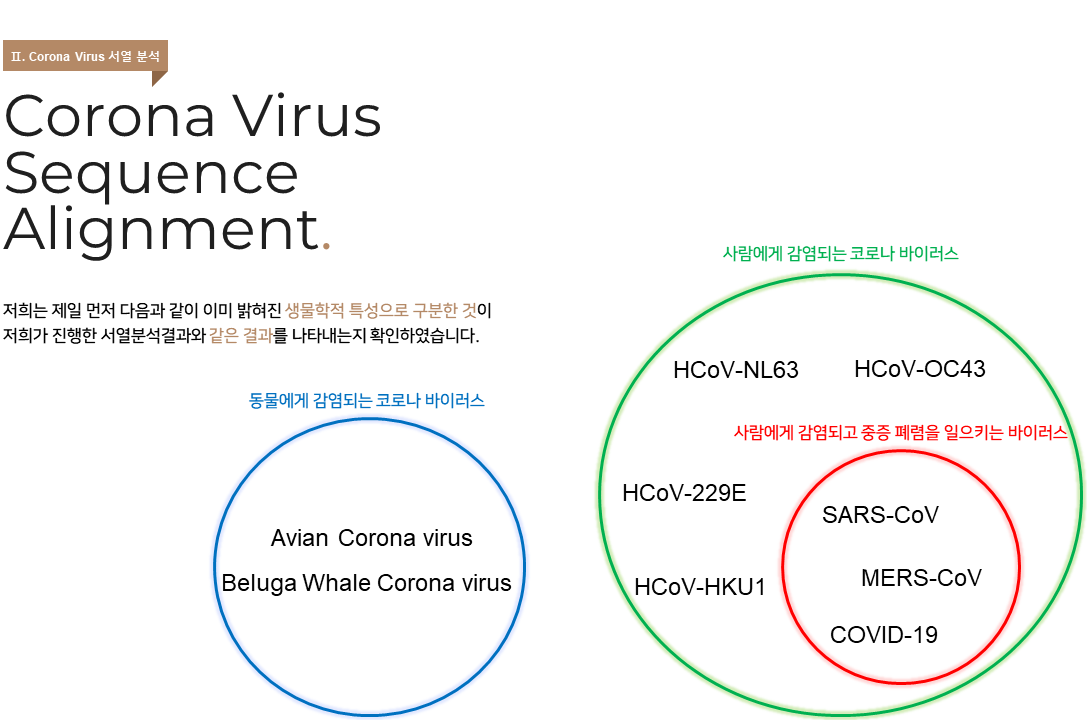 Ⅱ. Corona Virus 서열 분석
Corona Virus
Sequence
Alignment.
저희는 제일 먼저 다음과 같이 이미 밝혀진 생물학적 특성으로 구분한 것이
저희가 진행한 서열분석결과와 같은 결과를 나타내는지 확인하였습니다.
동물에게 감염되는 코로나 바이러스
Avian Corona virus
Beluga Whale Corona virus
사람에게 감염되는 코로나 바이러스
HCoV-NL63
HCoV-OC43
HCoV-229E
HCoV-HKU1
사람에게 감염되고 중증 폐렴을 일으키는 바이러스
SARS-CoV
MERS-CoV
COVID-19